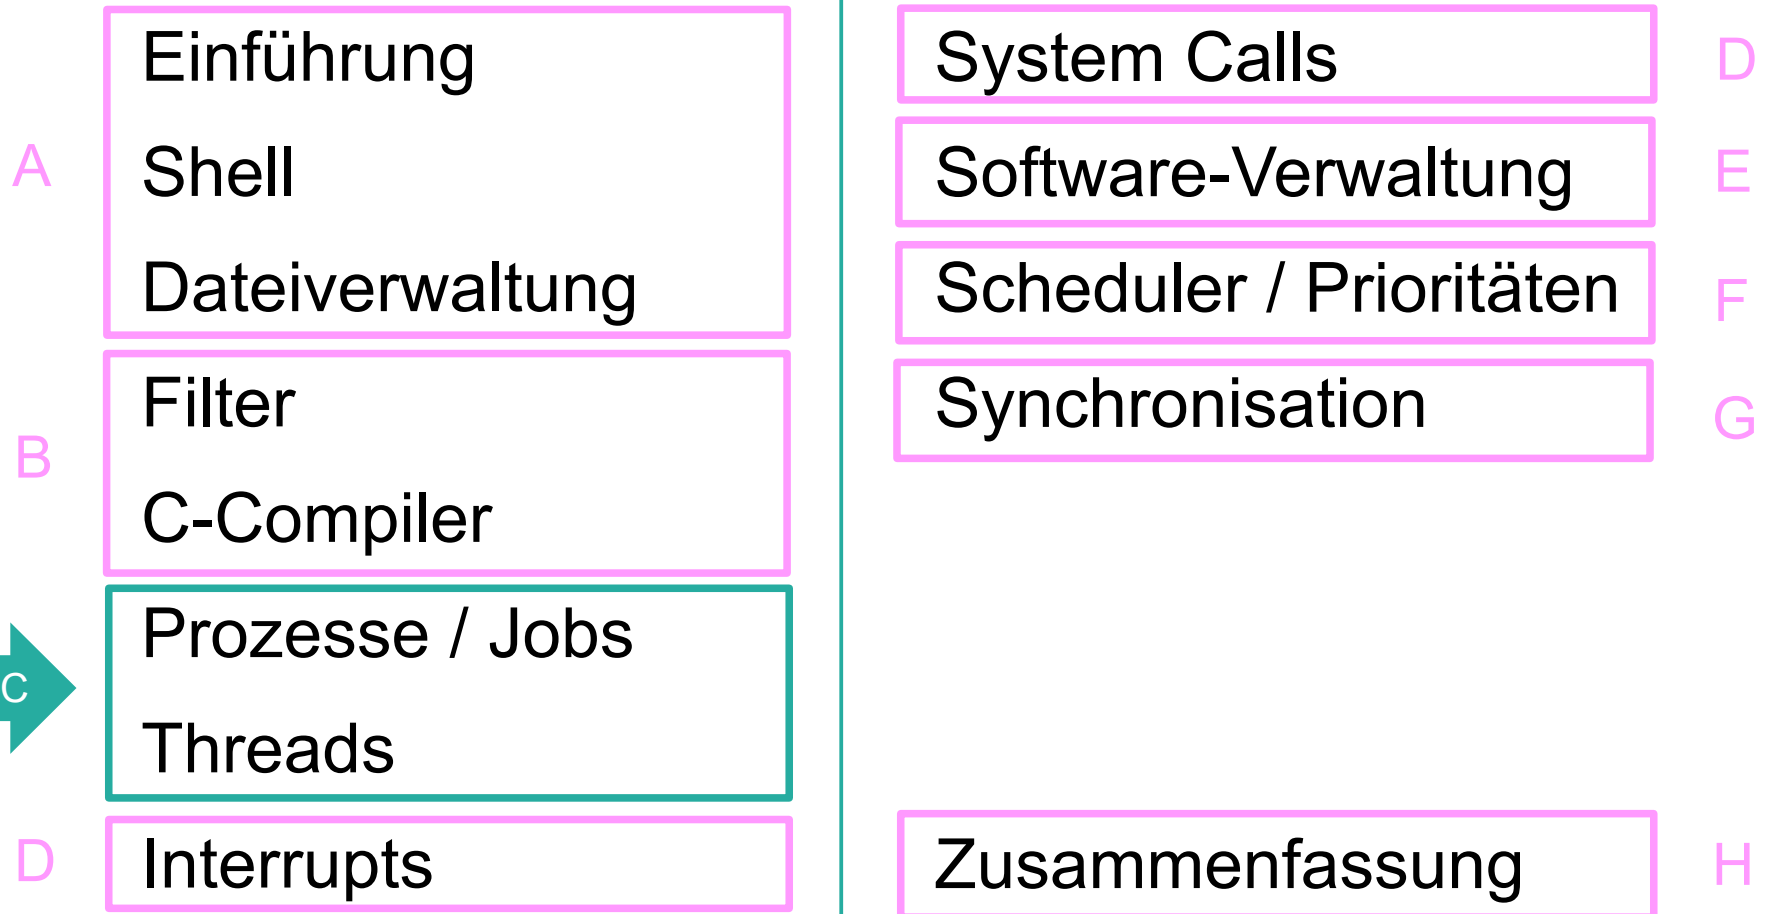 A
Einführung
Shell
Dateiverwaltung
B
Filter
C-Compiler
C
Prozesse / Jobs
Threads
D
Interrupts
System Calls
D
Software-Verwaltung
E
Scheduler / Prioritäten
F
Synchronisation
G
Zusammenfassung
H